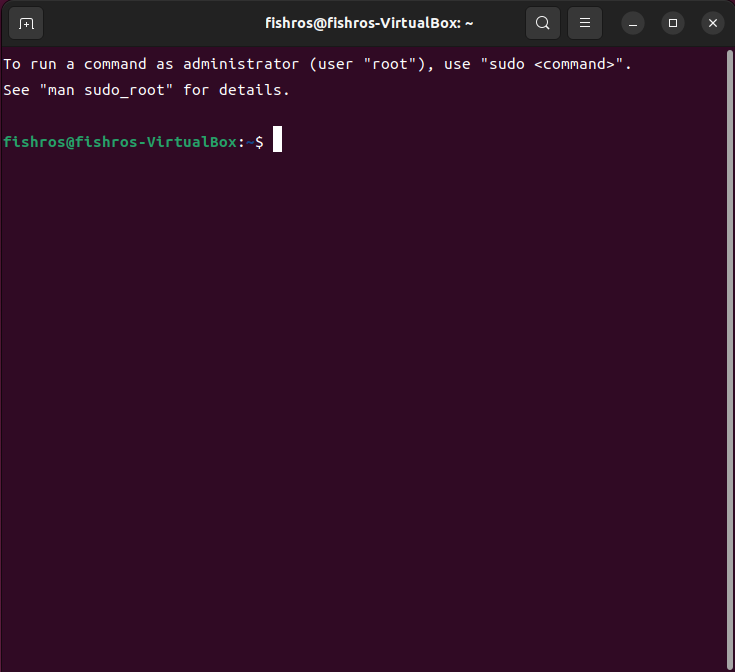 fishros@fishros-VirtualBox: ~
To run a command as administrator (user "root"), use "sudo <command>".
See "man sudo_root" for details.
fishros@fishros-VirtualBox:~$